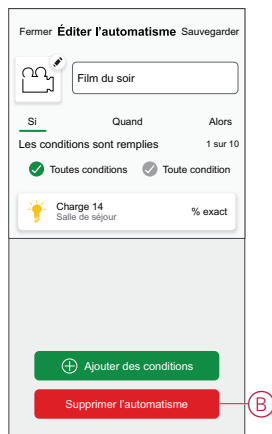 Fermer Éditer l'automatisme Sauvegarder
Film du soir
Si Quand Alors
Les conditions sont remplies 1 sur 10
Toutes conditions Toute condition
Charge 14 % exact
Salle de séjour
Ajouter des conditions
Supprimer l'automatisme B